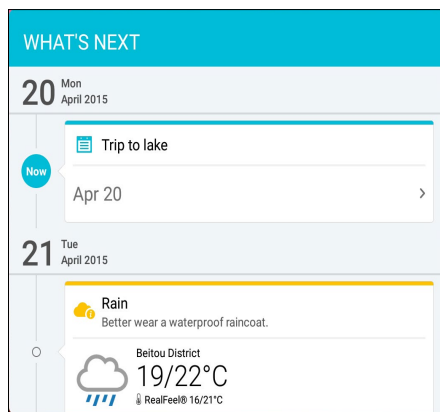 WHAT'S NEXT
20 Mon
April 2015
Trip to lake
Now
Apr 20
21 Tue
April 2015
Rain
Better wear a waterproof raincoat.
Beitou District
19/22°C
RealFeel® 16/21°C